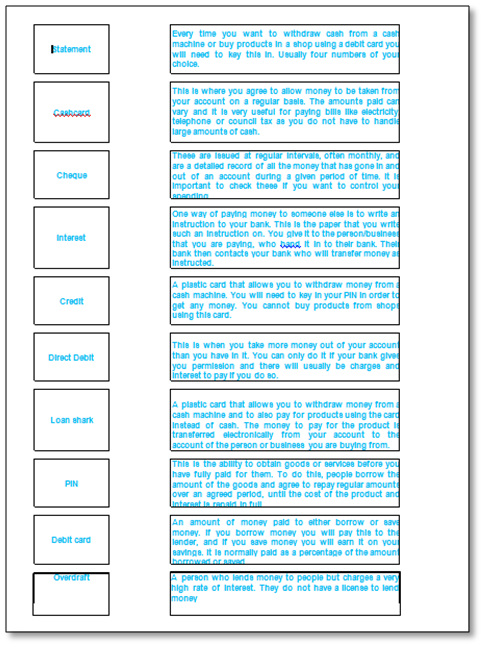 Statement
Every time you want to withdraw cash from a cash
machine or buy products in a shop using a debit card you
will need to key this in. Usually four numbers of your
choice.
Cashcard
This is where you agree to allow money to be taken from
your account on a regular basis. The amounts paid can
vary and it is very useful for paying bills like electricity,
telephone or council tax as you do not have to handle
large amounts of cash.
Cheque
These are issued at regular intervals, often monthly, and
are a detailed record of all the money that has gone in and
out of an account during a given period of time. It is
important to check these if you want to control your
spending
Interest
One way of paying money to someone else is to write an
instruction to your bank. This is the paper that you write
such an instruction on. You give it to the person/business
that you are paying, who it in to their bank. Their
bank then contacts your bank who will transfer money as
instructed.
Credit
A plastic card that allows you to withdraw money from a
cash machine. You will need to key in your PIN in order to
get any money. You cannot buy products from shops
using this card.
Direct Debit
This is when you take more money out of your account
than you have in it. You can only do it if your bank gives
you permission and there will usually be charges and
interest to pay if you do so.
Loan shark
A plastic card that allows you to withdraw money from a
cash machine and to also pay for products using the card
instead of cash. The money to pay for the product is
transferred electronically from your account to the
account of the person or business you are buying from.
PIN
This is the ability to obtain goods or services before you
have fully paid for them. To do this, people borrow the
amount of the goods and agree to repay regular amounts
over an agreed period, until the cost of the product and
interest is repaid in full
Debit card
An amount of money paid to either borrow or save
money. If you borrow money you will pay this to the
lender, and if you save money you will earn it on your
savings. It is normally paid as a percentage of the amount
borrowed or saved
Overdraft
A person who lends money to people but charges a very
high rate of interest. They do not have a license to lend
money